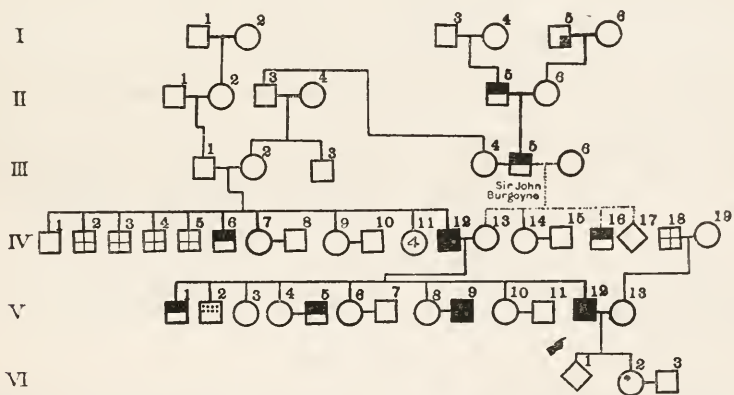 I 1 2 3 4 5 6
II 1 2 3 4 5 6
III 1 2 3 4 5 6
Sir John
Burgoyne
IV 1 2 3 4 5 6 7 8 9 10 11 12 13 14 15 16 17 18 19
4
V 1 2 3 4 5 6 7 8 9 10 11 12 13
VI 1 2 3